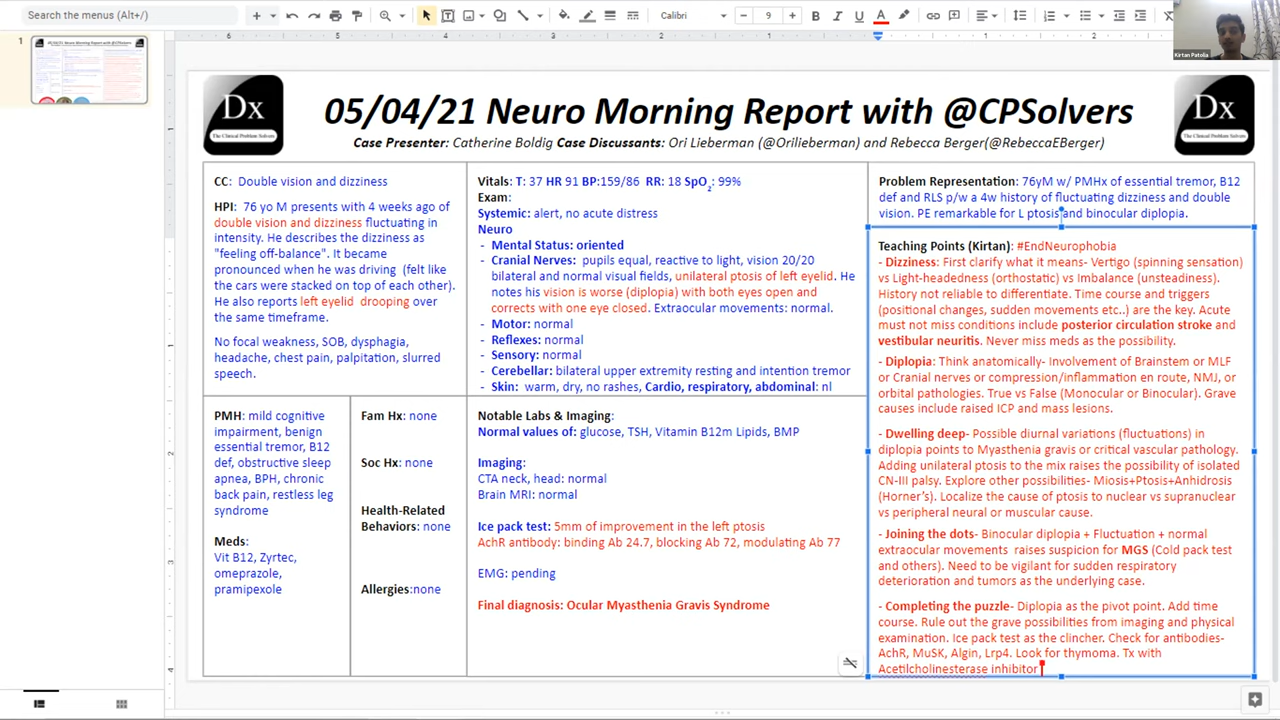 Search the menus (Alt+/)
Calibri
9
Kirtan Patolia
1
6 5 4 3 2 1 1 2
Dx
The Clinical Problem Solvers
05/04/21 Neuro Morning Report with @CPSolvers
Case Presenter: Catherine Boldig Case Discussants: Ori Lieberman (@Orilieberman) and Rebecca Berger(@RebeccaEBerger)
Dx
The Clinical Problem Solvers
CC: Double vision and dizziness
HPI: 76 yo M presents with 4 weeks ago of
double vision and dizziness fluctuating in
intensity. He describes the dizziness as
"feeling off-balance". It became
pronounced when he was driving (felt like
the cars were stacked on top of each other).
He also reports left eyelid drooping over
the same timeframe.
No focal weakness, SOB, dysphagia,
headache, chest pain, palpitation, slurred
speech.
Vitals: T: 37 HR 91 BP:159/86 RR: 18 SpO2: 99%
Exam:
Systemic: alert, no acute distress
Neuro
- Mental Status: oriented
- Cranial Nerves: pupils equal, reactive to light, vision 20/20
bilateral and normal visual fields, unilateral ptosis of left eyelid. He
notes his vision is worse (diplopia) with both eyes open and
corrects with one eye closed. Extraocular movements: normal.
- Motor: normal
- Reflexes: normal
- Sensory: normal
- Cerebellar: bilateral upper extremity resting and intention tremor
- Skin: warm, dry, no rashes, Cardio, respiratory, abdominal: nl
PMH: mild cognitive
impairment, benign
essential tremor, B12
def, obstructive sleep
apnea, BPH, chronic
back pain, restless leg
syndrome
Meds:
Vit B12, Zyrtec,
omeprazole,
pramipexole
Fam Hx: none
Soc Hx: none
Health-Related
Behaviors: none
Allergies:none
Notable Labs & Imaging:
Normal values of: glucose, TSH, Vitamin B12m Lipids, BMP
Imaging:
CTA neck, head: normal
Brain MRI: normal
Ice pack test: 5mm of improvement in the left ptosis
AchR antibody: binding Ab 24.7, blocking Ab 72, modulating Ab 77
EMG: pending
Final diagnosis: Ocular Myasthenia Gravis Syndrome
Problem Representation: 76yM w/ PMHx of essential tremor, B12
def and RLS p/w a 4w history of fluctuating dizziness and double
vision. PE remarkable for L ptosis and binocular diplopia.
Teaching Points (Kirtan): #EndNeurophobia
- Dizziness: First clarify what it means- Vertigo (spinning sensation)
vs Light-headedness (orthostatic) vs Imbalance (unsteadiness).
History not reliable to differentiate. Time course and triggers
(positional changes, sudden movements etc..) are the key. Acute
must not miss conditions include posterior circulation stroke and
vestibular neuritis. Never miss meds as the possibility.
- Diplopia: Think anatomically- Involvement of Brainstem or MLF
or Cranial nerves or compression/inflammation en route, NMJ, or
orbital pathologies. True vs False (Monocular or Binocular). Grave
causes include raised ICP and mass lesions.
- Dwelling deep- Possible diurnal variations (fluctuations) in
diplopia points to Myasthenia gravis or critical vascular pathology.
Adding unilateral ptosis to the mix raises the possibility of isolated
CN-III palsy. Explore other possibilities- Miosis+Ptosis+Anhidrosis
(Horner's). Localize the cause of ptosis to nuclear vs supranuclear
vs peripheral neural or muscular cause.
- Joining the dots- Binocular diplopia + Fluctuation + normal
extraocular movements raises suspicion for MGS (Cold pack test
and others). Need to be vigilant for sudden respiratory
deterioration and tumors as the underlying case.
- Completing the puzzle- Diplopia as the pivot point. Add time
course. Rule out the grave possibilities from imaging and physical
examination. Ice pack test as the clincher. Check for antibodies-
AchR, MuSK, Algin, Lrp4. Look for thymoma. Tx with
Acetilcholinesterase inhibitor
1
2
3
4